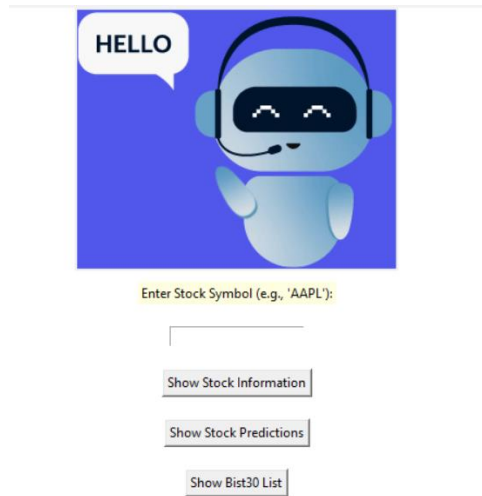 HELLO
Enter Stock Symbol (e.g., 'AAPL'):
Show Stock Information
Show Stock Predictions
Show Bist30 List